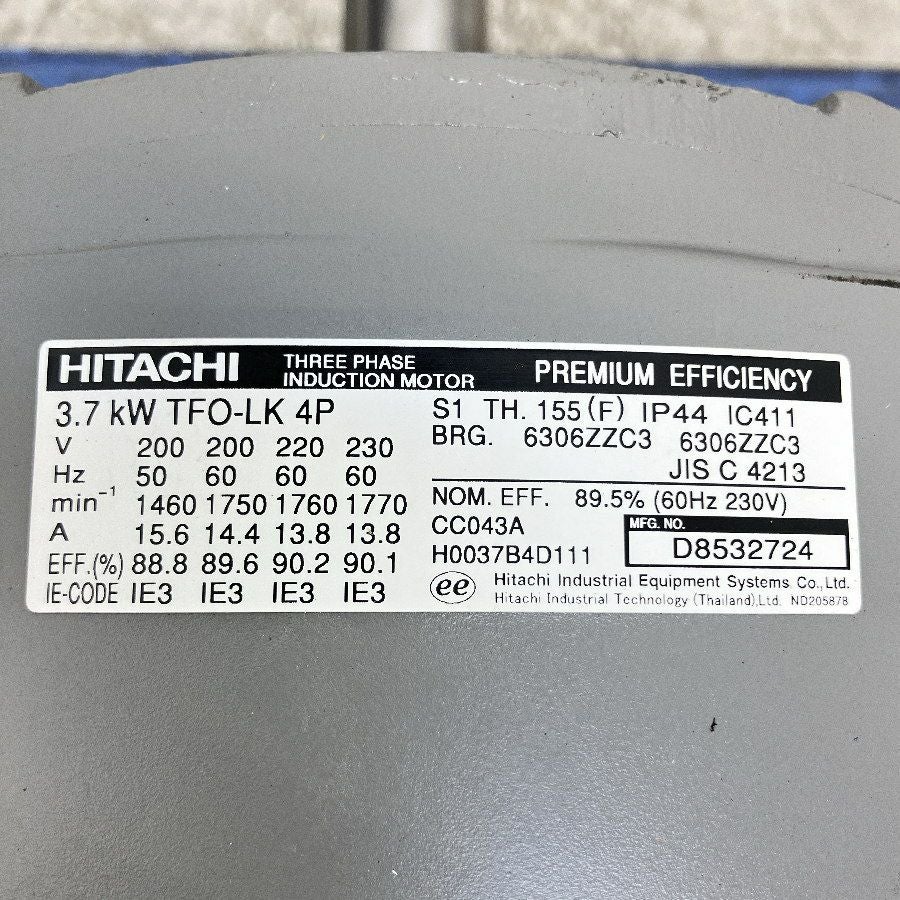 HITACHI THREE PHASE INDUCTION MOTOR PREMIUM EFFICIENCY
3.7 kW TFO-LK 4P
V 200 200 220 230
Hz 50 60 60 60
min⁻¹ 1460 1750 1760 1770
A 15.6 14.4 13.8 13.8
EFF.(%) 88.8 89.6 90.2 90.1
IE-CODE IE3 IE3 IE3 IE3
S1 TH. 155(F) IP44 IC411
BRG. 6306ZZC3 6306ZZC3
JIS C 4213
NOM. EFF. 89.5% (60Hz 230V)
CC043A
H0037B4D111
MFG. NO.
D8532724
ee Hitachi Industrial Equipment Systems Co.,Ltd.
Hitachi Industrial Technology (Thailand),Ltd. ND205878